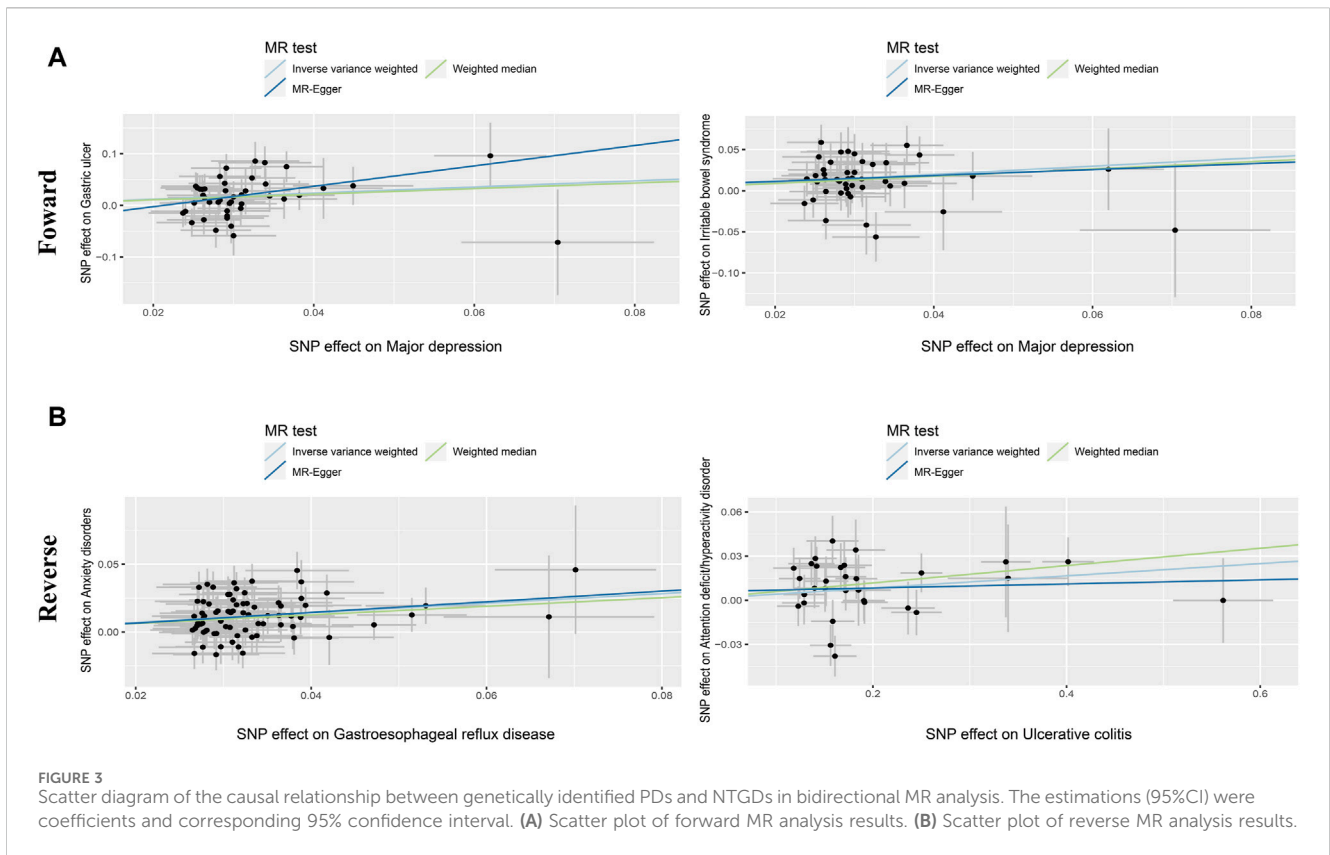 A
MR test
Inverse variance weighted
Weighted median
MR-Egger
Foward
SNP effect on Gastric ulcer
0.1
0.0
−0.1
0.02
0.04
0.06
0.08
SNP effect on Major depression
MR test
Inverse variance weighted
Weighted median
MR-Egger
SNP effect on Irritable bowel syndrome
0.05
0.00
−0.05
−0.10
0.02
0.04
0.06
0.08
SNP effect on Major depression
B
MR test
Inverse variance weighted
Weighted median
MR-Egger
Reverse
SNP effect on Anxiety disorders
0.05
0.00
0.02
0.04
0.06
0.08
SNP effect on Gastroesophageal reflux disease
MR test
Inverse variance weighted
Weighted median
MR-Egger
SNP effect on Attention deficit/hyperactivity disorder
0.06
0.03
0.00
−0.03
0.2
0.4
0.6
SNP effect on Ulcerative colitis
FIGURE 3
Scatter diagram of the causal relationship between genetically identified PDs and NTGDs in bidirectional MR analysis. The estimations (95%CI) were
coefficients and corresponding 95% confidence interval. (A) Scatter plot of forward MR analysis results. (B) Scatter plot of reverse MR analysis results.